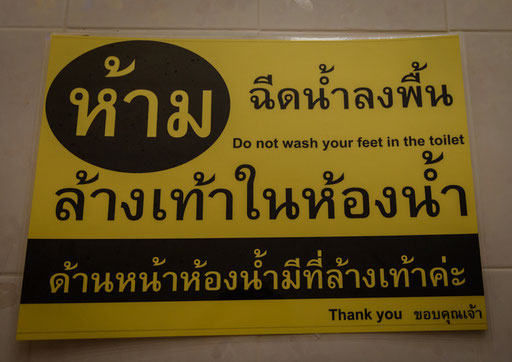 ห้าม
ฉีดน้ำลงพื้น
Do not wash your feet in the toilet
ล้างเท้าในห้องน้ำ
ด้านหน้าห้องน้ำมีที่ล้างเท้าค่ะ
Thank you ขอบคุณเจ้า